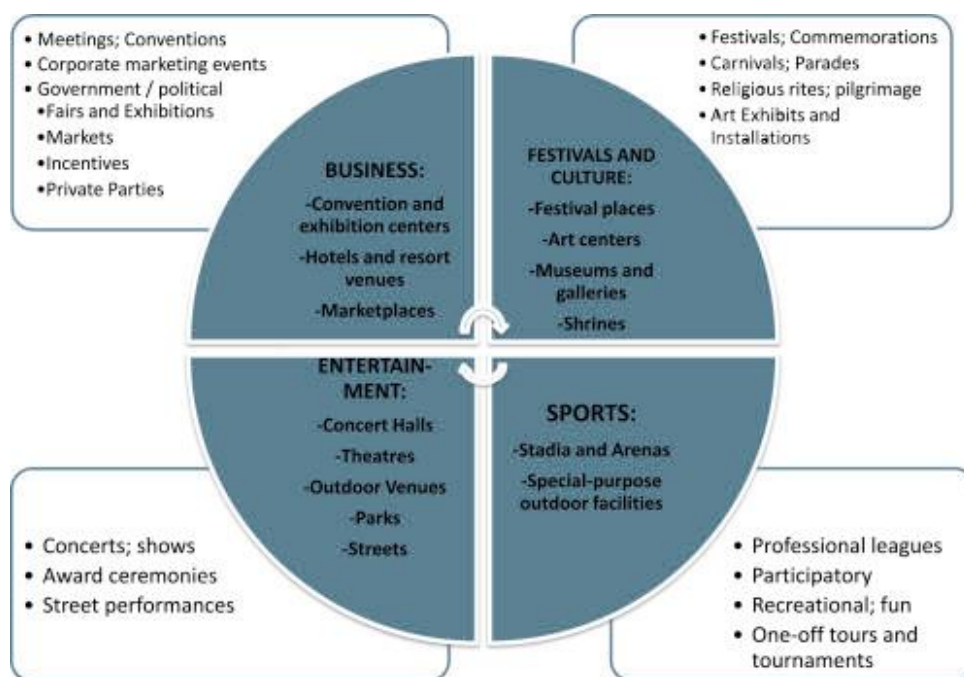 • Meetings; Conventions
• Corporate marketing events
• Government / political
•Fairs and Exhibitions
•Markets
•Incentives
•Private Parties
• Festivals; Commemorations
• Carnivals; Parades
• Religious rites; pilgrimage
• Art Exhibits and
Installations
BUSINESS:
-Convention and
exhibition centers
-Hotels and resort
venues
-Marketplaces
FESTIVALS AND
CULTURE:
-Festival places
-Art centers
-Museums and
galleries
-Shrines
ENTERTAIN-
MENT:
-Concert Halls
-Theatres
-Outdoor Venues
-Parks
-Streets
SPORTS:
-Stadia and Arenas
-Special-purpose
outdoor facilities
• Concerts; shows
• Award ceremonies
• Street performances
• Professional leagues
• Participatory
• Recreational; fun
• One-off tours and
tournaments